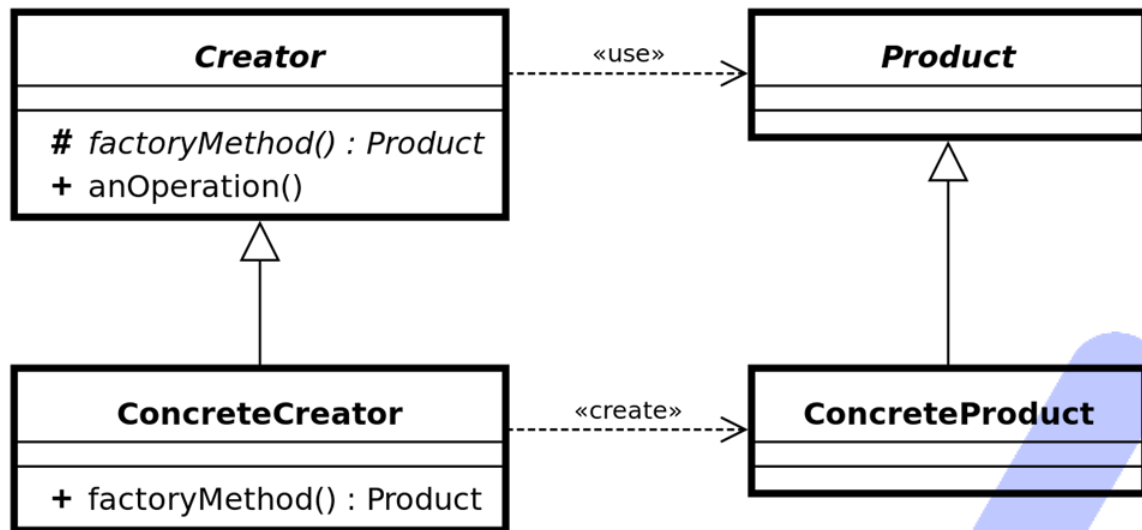 Creator
«use»
Product
# factoryMethod() : Product
+ anOperation()
ConcreteCreator
«create»
ConcreteProduct
+ factoryMethod() : Product